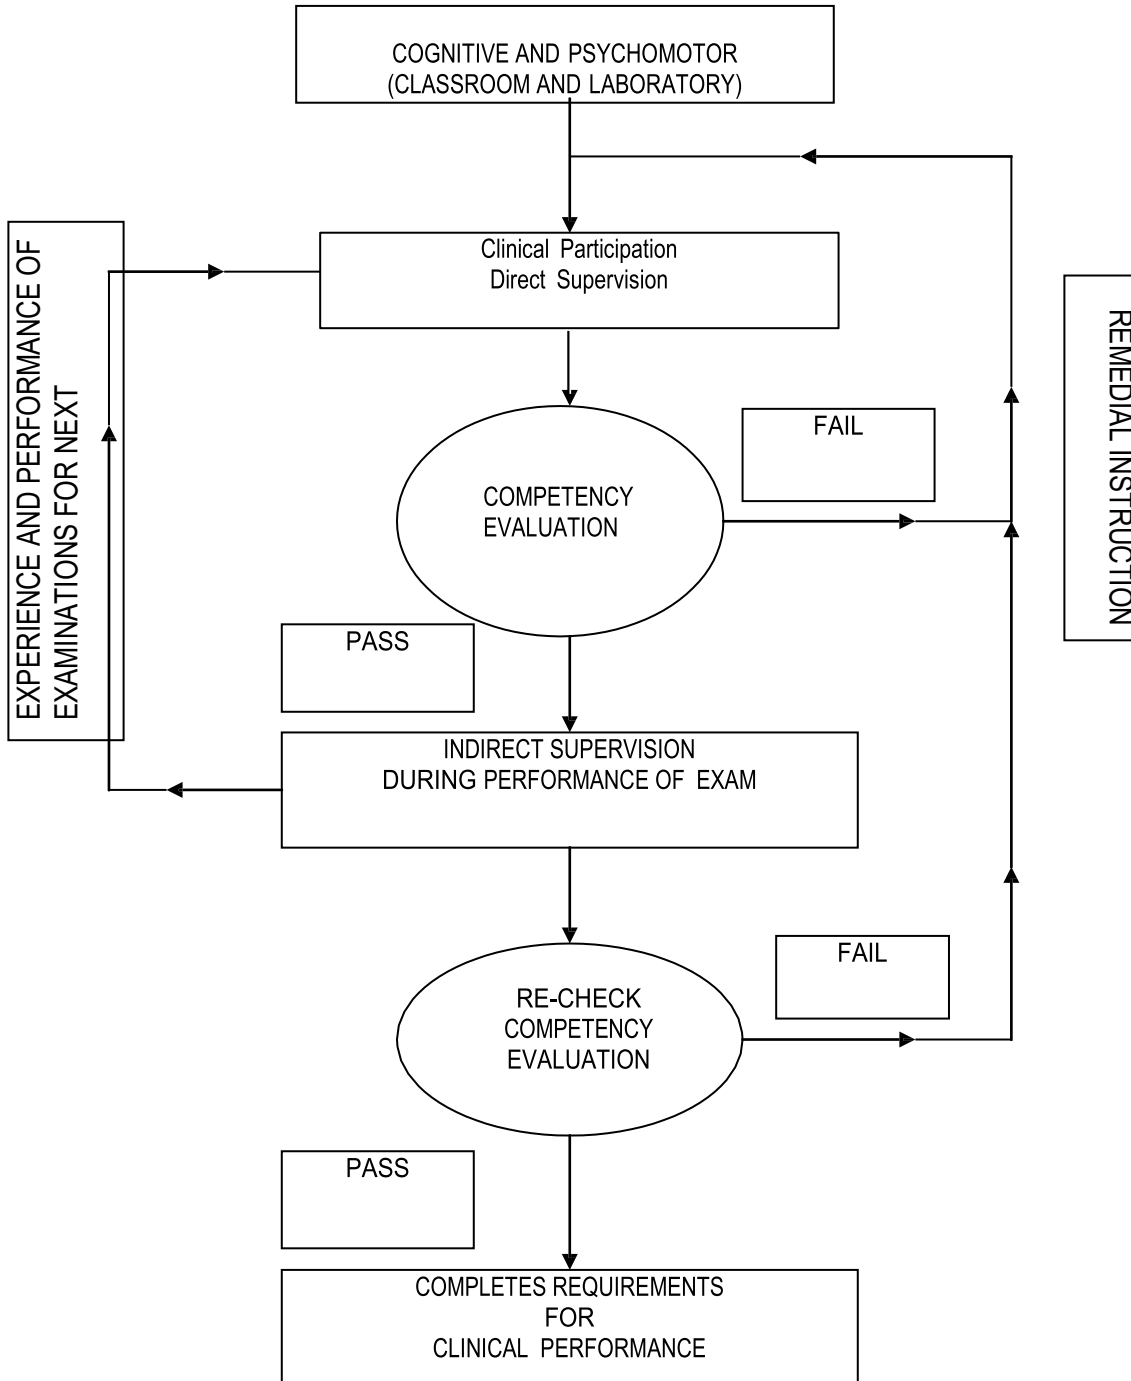 COGNITIVE AND PSYCHOMOTOR
(CLASSROOM AND LABORATORY)
EXPERIENCE AND PERFORMANCE OF
EXAMINATIONS FOR NEXT
Clinical Participation
Direct Supervision
REMEDIAL INSTRUCTION
FAIL
COMPETENCY
EVALUATION
PASS
INDIRECT SUPERVISION
DURING PERFORMANCE OF EXAM
FAIL
RE-CHECK
COMPETENCY
EVALUATION
PASS
COMPLETES REQUIREMENTS
FOR
CLINICAL PERFORMANCE